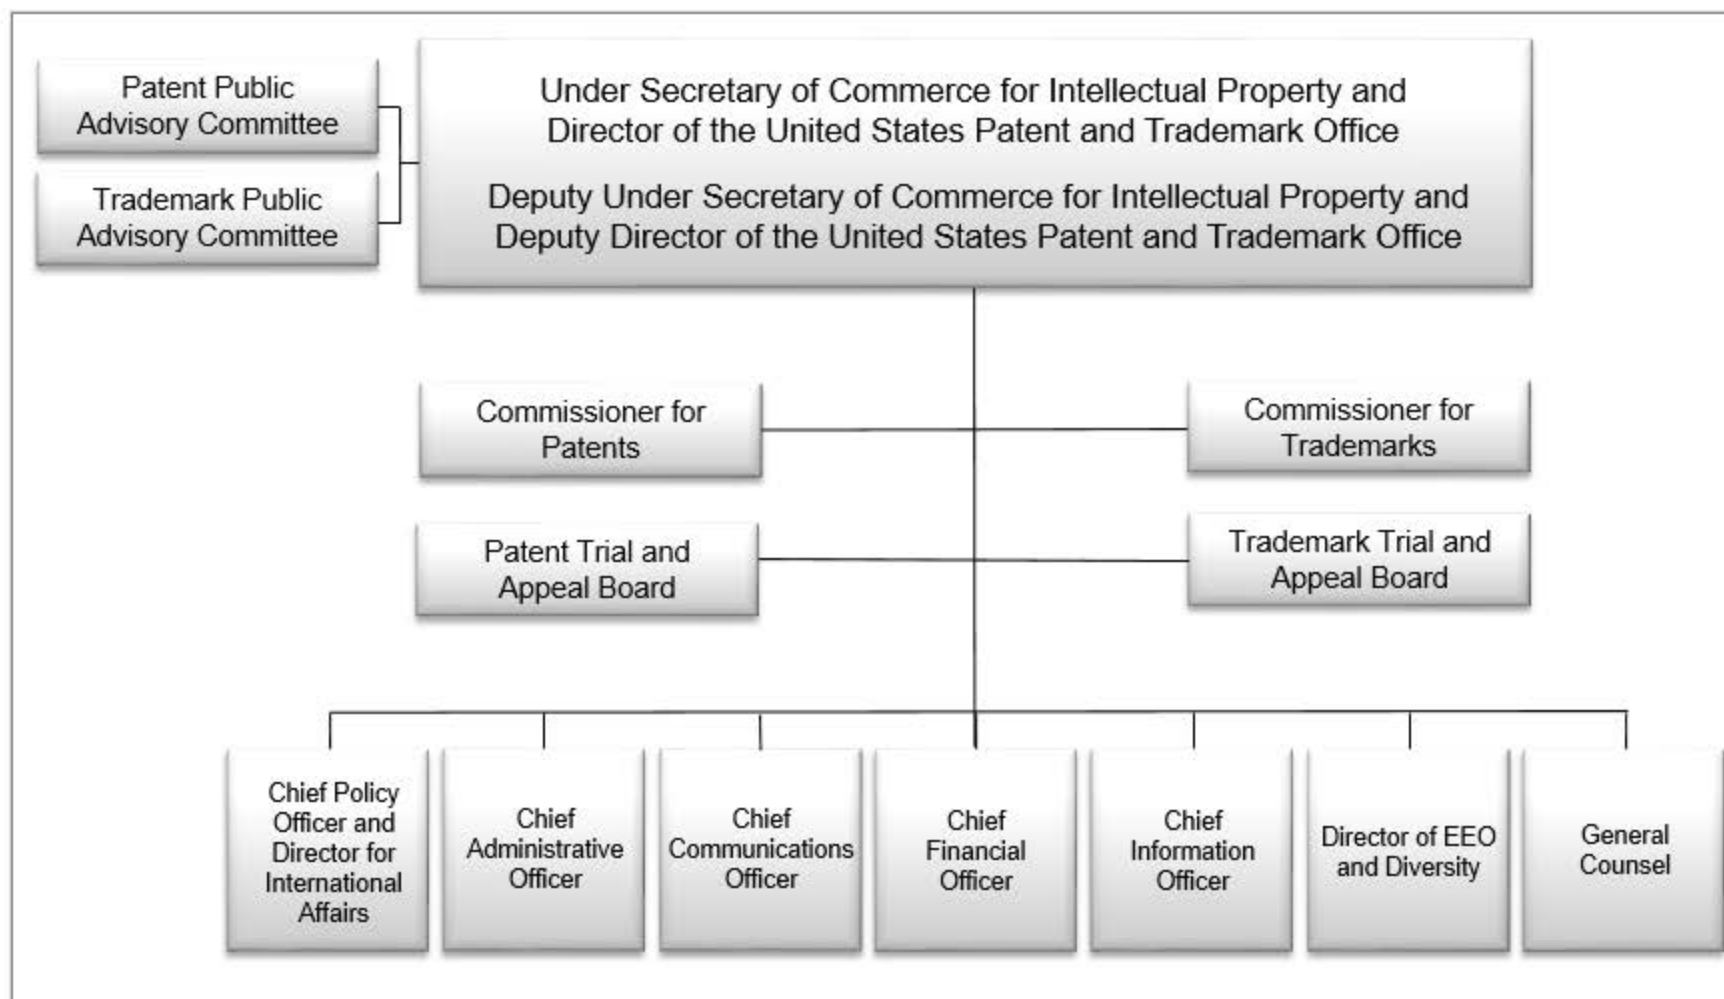 Patent Public
Advisory Committee
Trademark Public
Advisory Committee
Under Secretary of Commerce for Intellectual Property and
Director of the United States Patent and Trademark Office
Deputy Under Secretary of Commerce for Intellectual Property and
Deputy Director of the United States Patent and Trademark Office
Commissioner for
Patents
Commissioner for
Trademarks
Patent Trial and
Appeal Board
Trademark Trial and
Appeal Board
Chief Policy
Officer and
Director for
International
Affairs
Chief
Administrative
Officer
Chief
Communications
Officer
Chief
Financial
Officer
Chief
Information
Officer
Director of EEO
and Diversity
General
Counsel